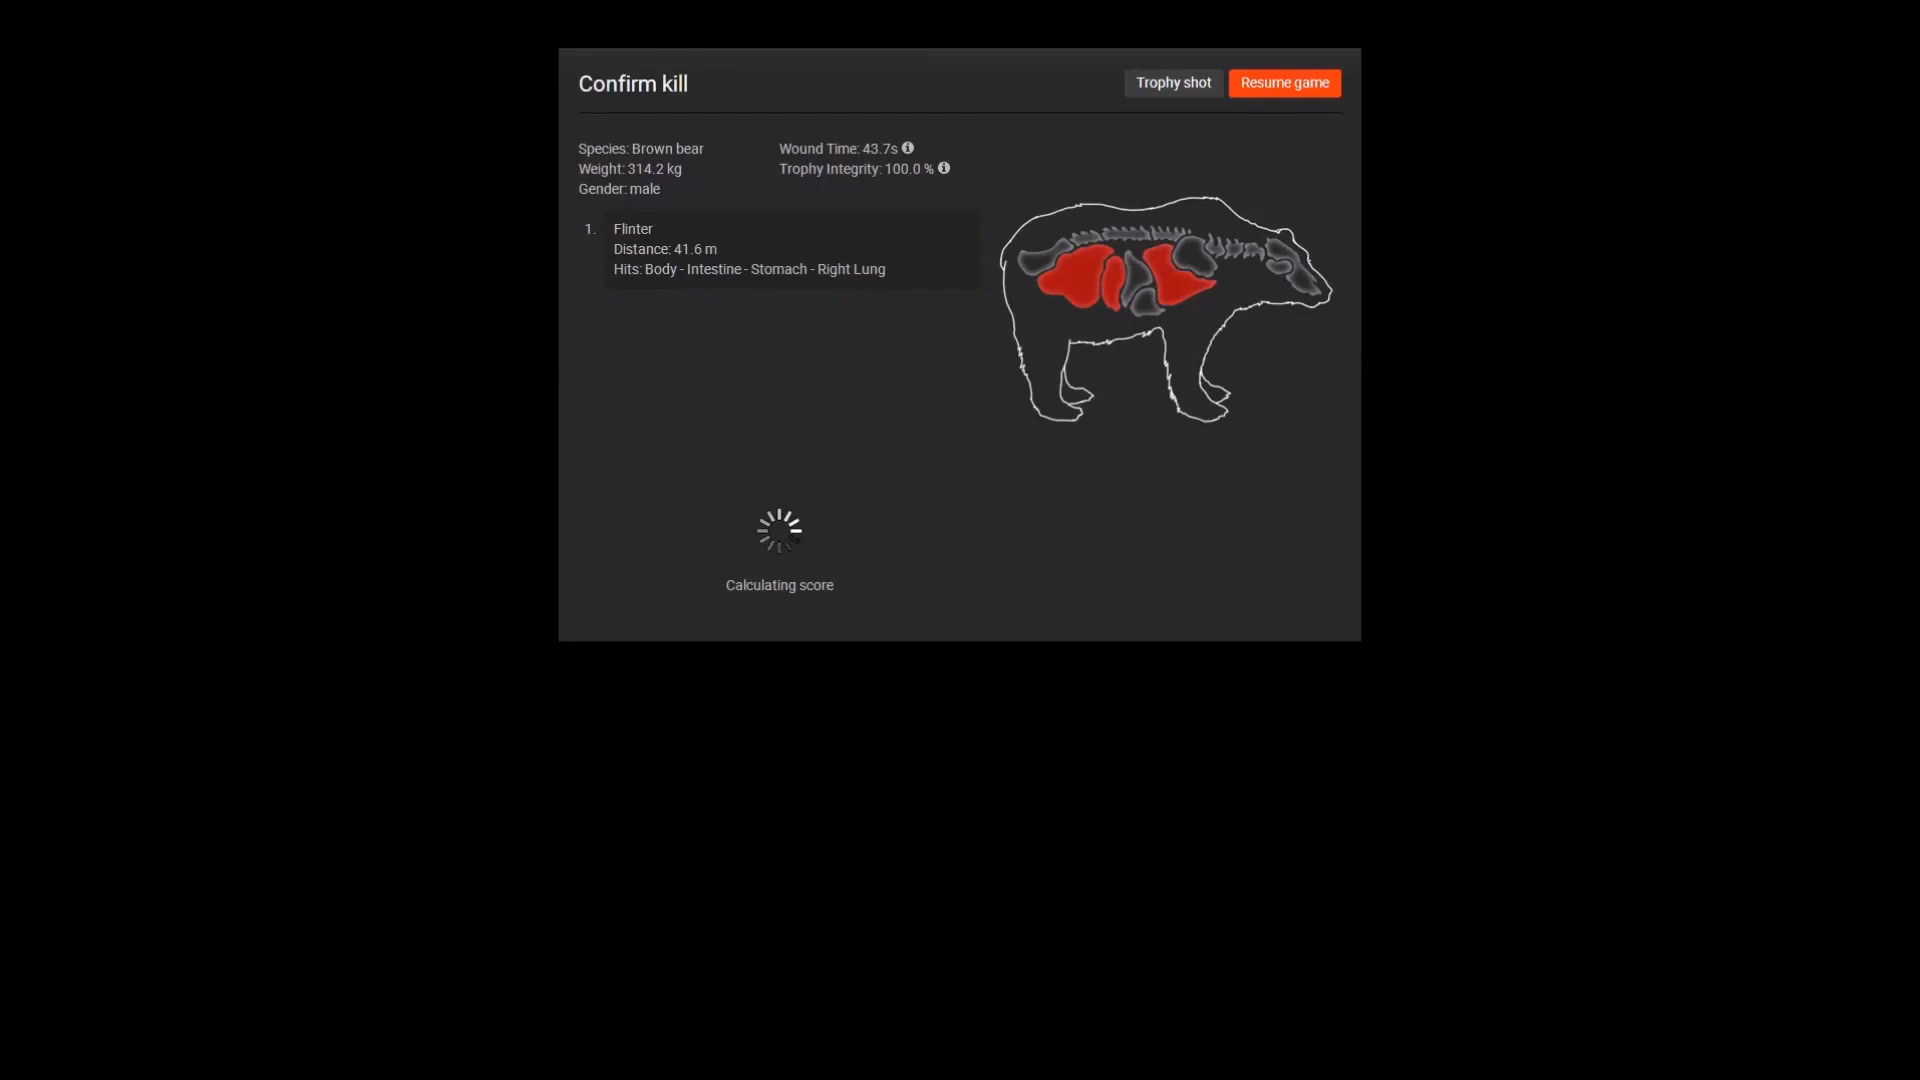 Confirm kill
Trophy shot
Resume game
Species: Brown bear
Weight: 314.2 kg
Gender: male
Wound Time: 43.7s
Trophy Integrity: 100.0 %
1.
Flinter
Distance: 41.6 m
Hits: Body - Intestine - Stomach - Right Lung
Calculating score